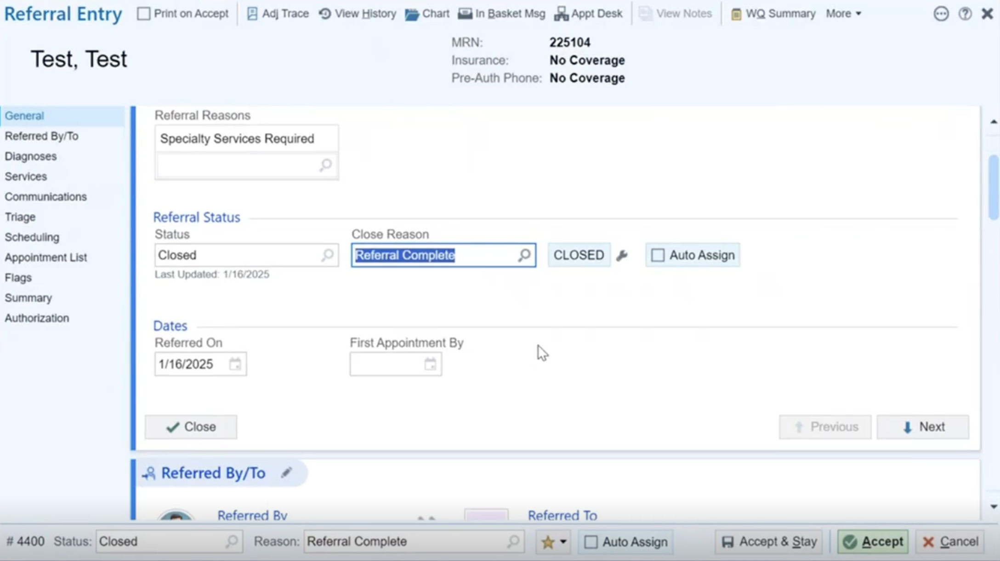 Referral Entry Print on Accept Adj Trace View History Chart In Basket Msg Appt Desk View Notes WQ Summary More
Test, Test
MRN: 225104
Insurance: No Coverage
Pre-Auth Phone: No Coverage
General
Referred By/To
Diagnoses
Services
Communications
Triage
Scheduling
Appointment List
Flags
Summary
Authorization
Referral Reasons
Specialty Services Required
Referral Status
Status Close Reason
Closed Referral Complete CLOSED Auto Assign
Last Updated: 1/16/2025
Dates
Referred On First Appointment By
1/16/2025
Close Previous Next
Referred By/To
Referred By Referred To
# 4400 Status: Closed Reason: Referral Complete Auto Assign Accept & Stay Accept Cancel